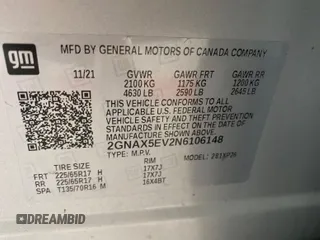 gm
MFD BY GENERAL MOTORS OF CANADA COMPANY
11/21 GVWR GAWR FRT GAWR RR
2100 KG 1175 KG 1200 KG
4630 LB 2590 LB 2645 LB
THIS VEHICLE CONFORMS TO ALL
APPLICABLE U.S. FEDERAL MOTOR
VEHICLE SAFETY, BUMPER, AND THEFT
PREVENTION STANDARDS IN EFFECT ON
THE DATE OF MANUFACTURE SHOWN ABOVE.
2GNAX5EV2N6106148
TYPE: M.P.V.
TIRE SIZE RIM
FRT 225/65R17 H 17X7J
RR 225/65R17 H 17X7J
SPA T135/70R16 M 16X4BT
DREAMBID
DREAMBID.COM